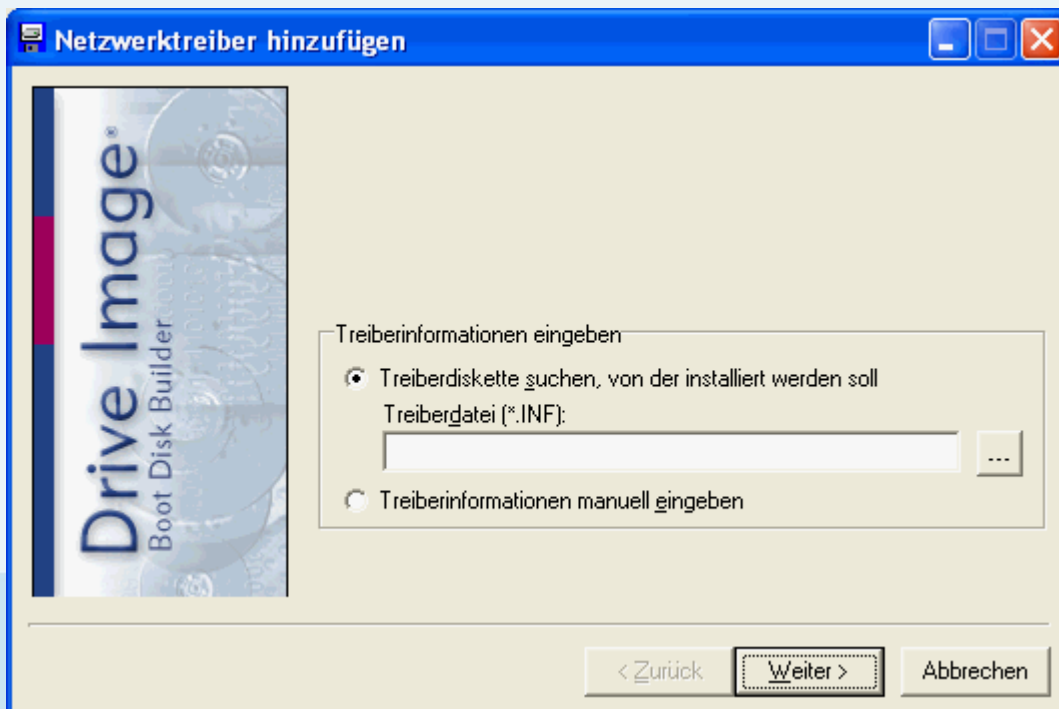 Netzwerktreiber hinzufügen
Drive Image®
Boot Disk Builder
Treiberinformationen eingeben
Treiberdiskette suchen, von der installiert werden soll
Treiberdatei (*.INF):
...
Treiberinformationen manuell eingeben
< Zurück
Weiter >
Abbrechen